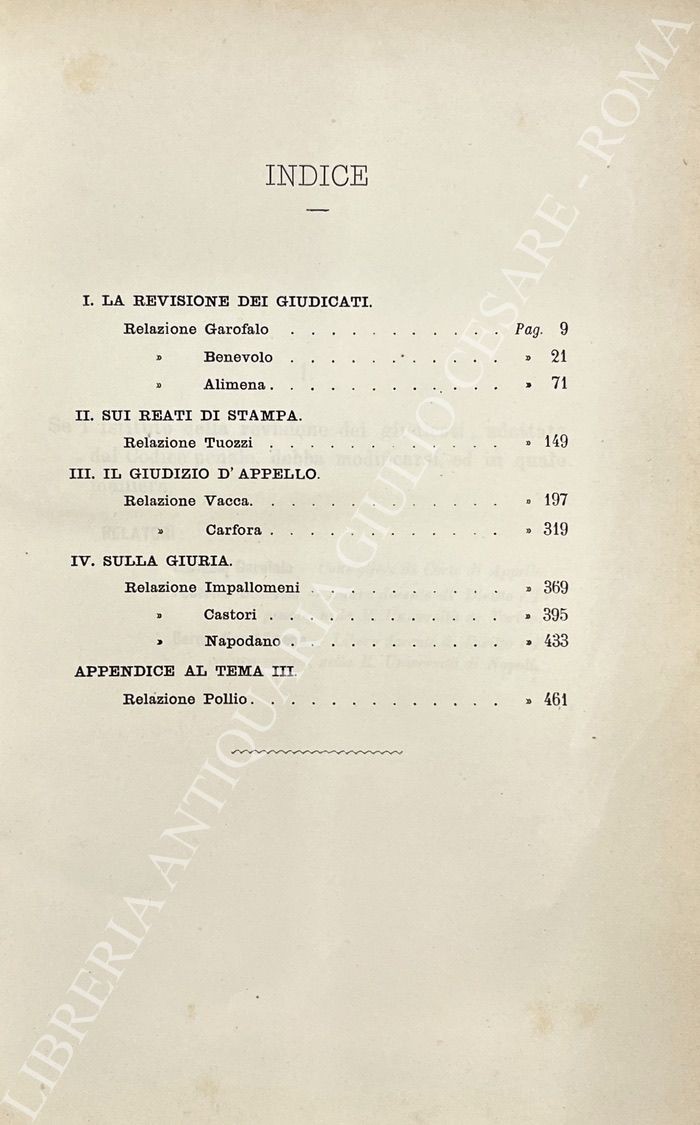 INDICE
I. LA REVISIONE DEI GIUDICATI.
Relazione Garofalo . . . . . . . . . . . Pag. 9
» Benevolo . . . . . . . . . . . » 21
» Alimena . . . . . . . . . . . . » 71
II. SUI REATI DI STAMPA.
Relazione Tuozzi . . . . . . . . . . . . » 149
III. IL GIUDIZIO D'APPELLO.
Relazione Vacca. . . . . . . . . . . . . » 197
» Carfora . . . . . . . . . . . . » 319
IV. SULLA GIURIA.
Relazione Impallomeni . . . . . . . . . . » 369
» Castori . . . . . . . . . . . . » 395
» Napodano . . . . . . . . . . . » 433
APPENDICE AL TEMA III.
Relazione Pollio. . . . . . . . . . . . . » 461
LIBRERIA ANTIQUARIA GIULIO CESARE - ROMA